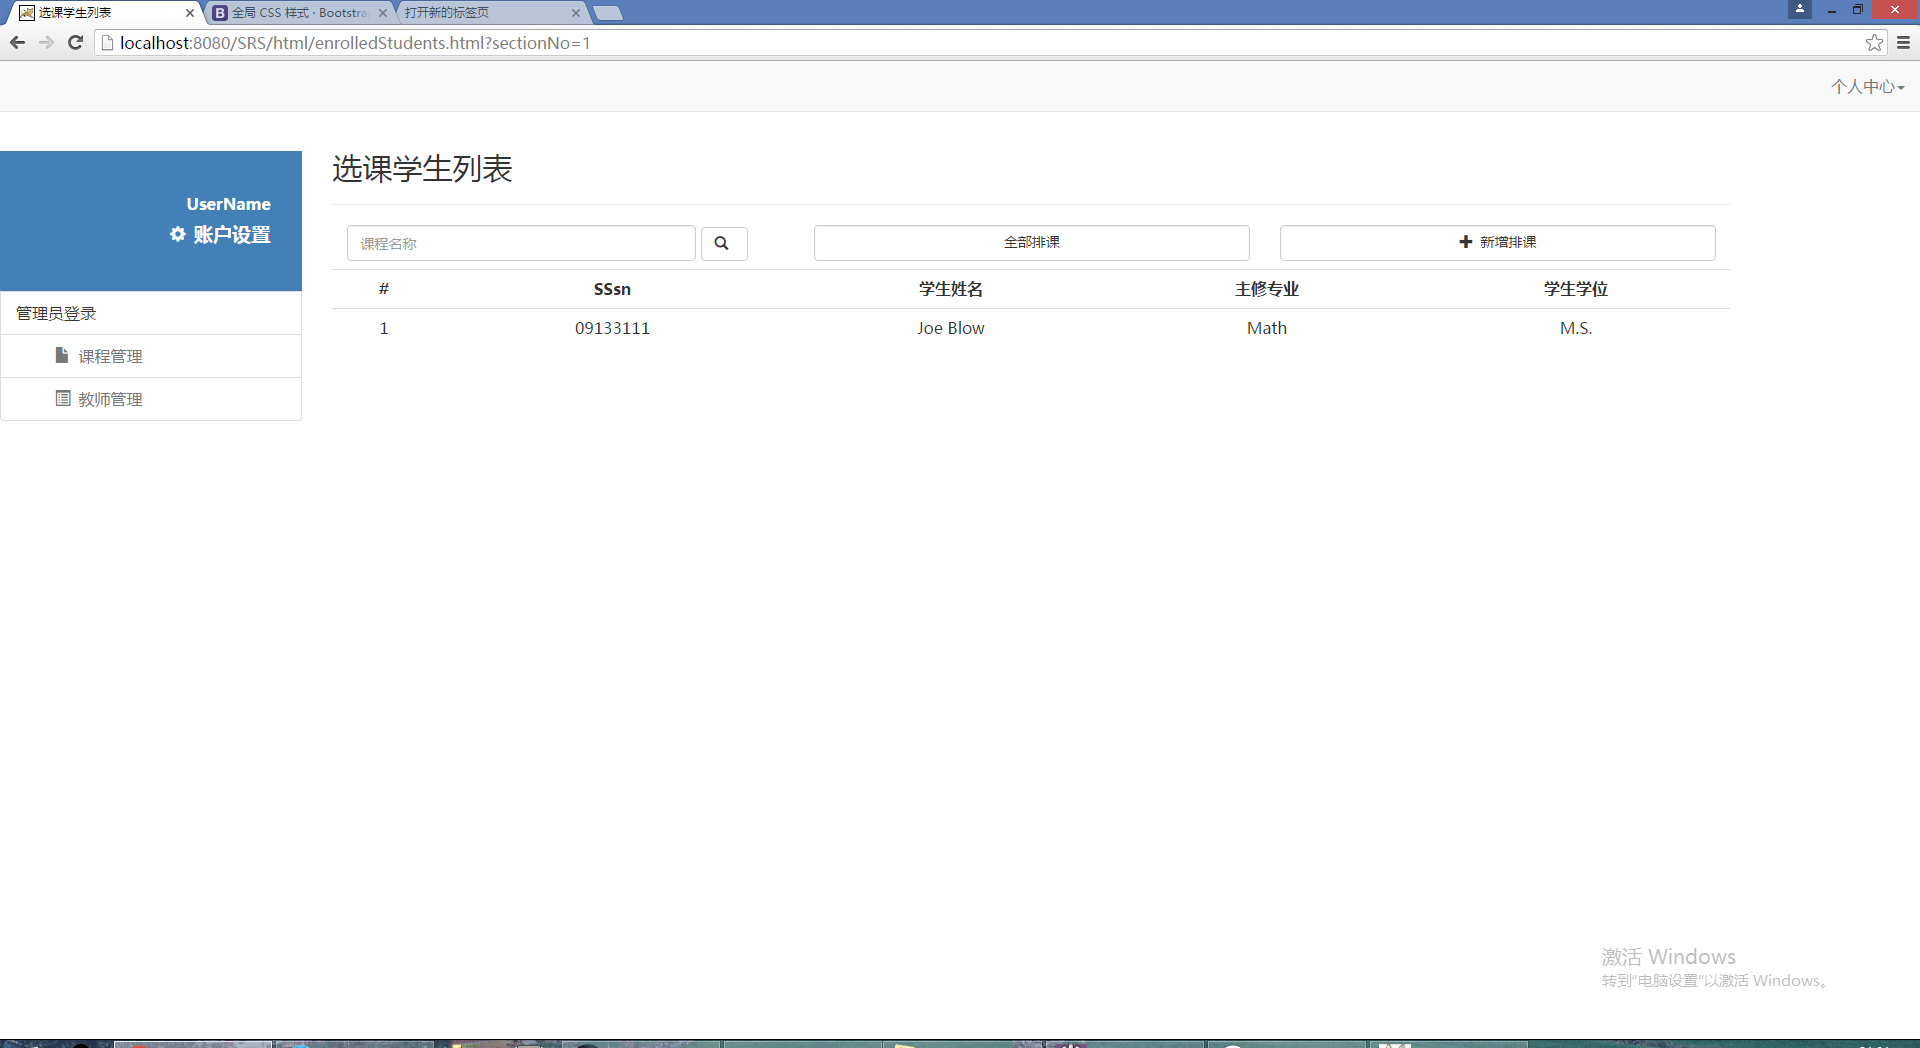 选课学生列表
全局 CSS 样式 · Bootstra
打开新的标签页
localhost:8080/SRS/html/enrolledStudents.html?sectionNo=1
个人中心
UserName
账户设置
管理员登录
课程管理
教师管理
选课学生列表
课程名称
全部排课
新增排课
# SSsn 学生姓名 主修专业 学生学位
1 09133111 Joe Blow Math M.S.
激活 Windows
转到“电脑设置”以激活 Windows。